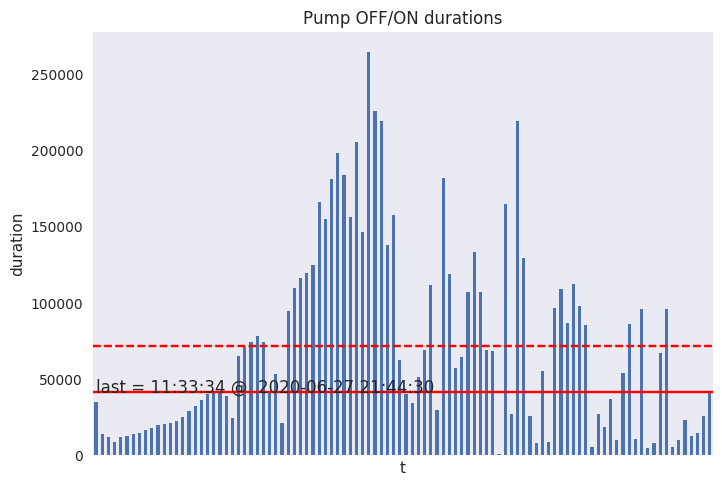 Pump OFF/ON durations
250000
200000
150000
100000
50000
0
duration
last = 11:33:34 @  2020-06-27 21:44:30
t